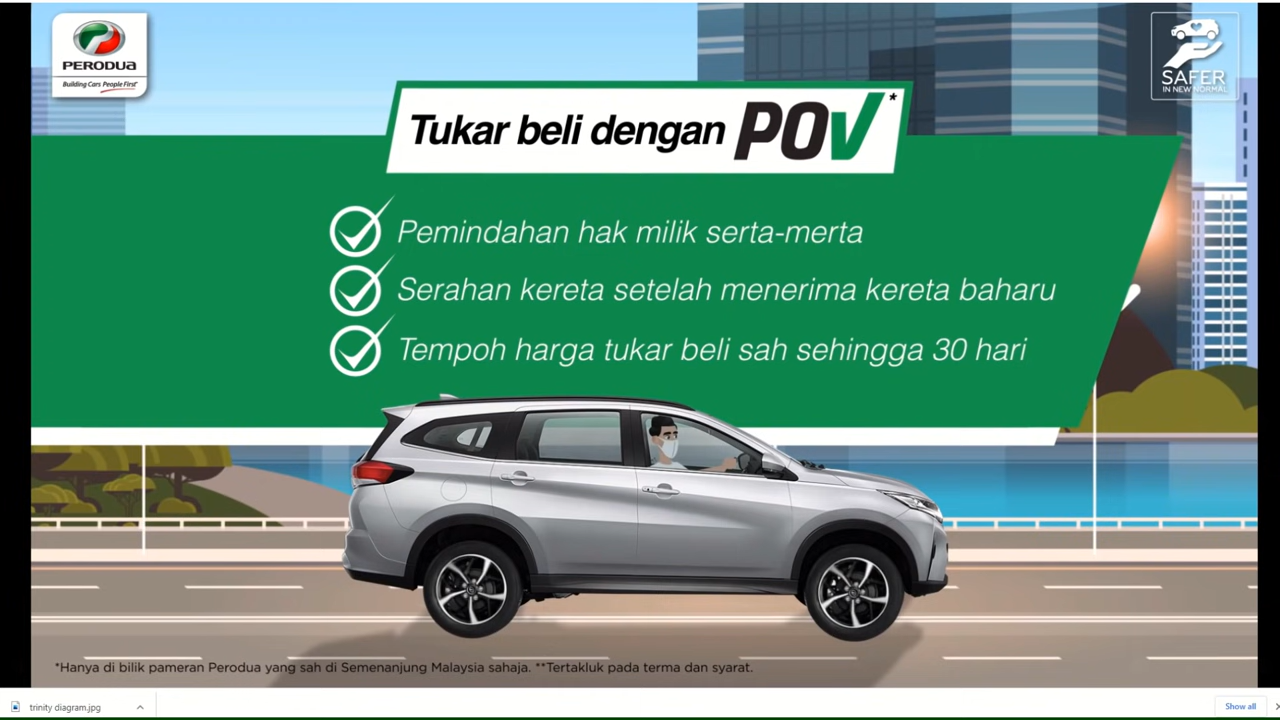 PERODUA
Building Cars People First
SAFER
IN NEW NORMAL
Tukar beli dengan POV*
Pemindahan hak milik serta-merta
Serahan kereta setelah menerima kereta baharu
Tempoh harga tukar beli sah sehingga 30 hari
*Hanya di bilik pameran Perodua yang sah di Semenanjung Malaysia sahaja. **Tertakluk pada terma dan syarat.
trinity diagram.jpg
Show all